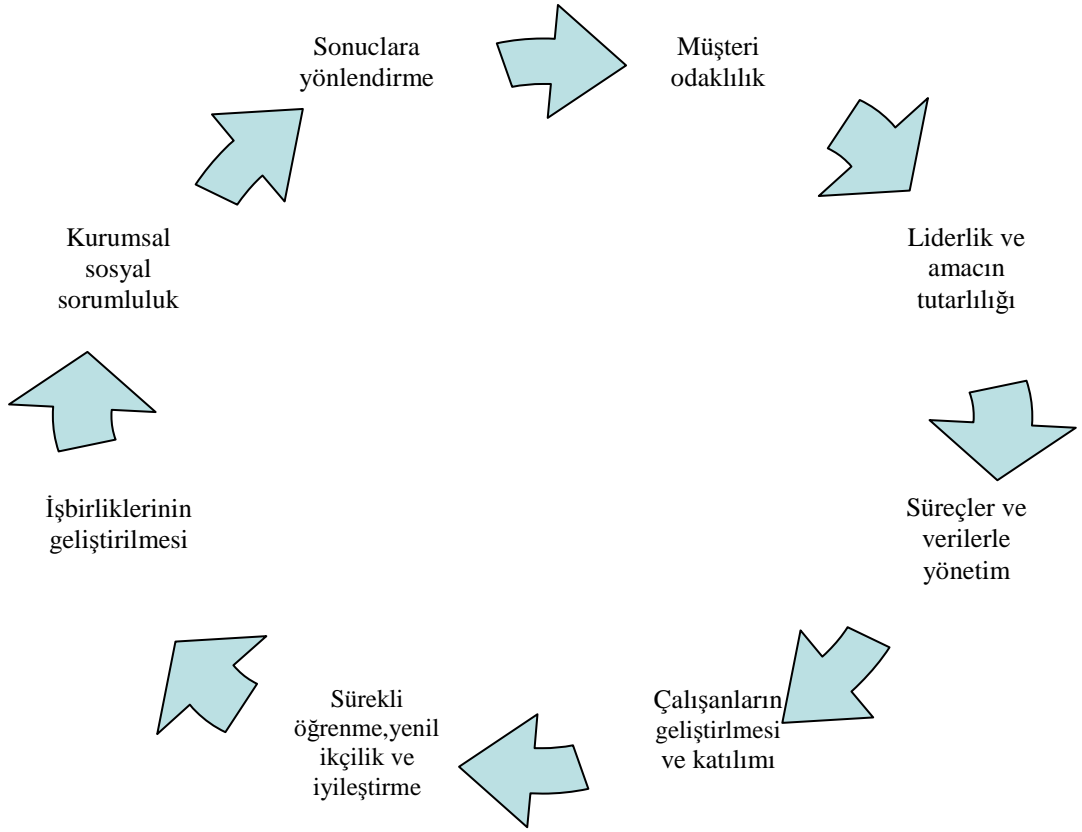 Sonuclara
yönlendirme
Müşteri
odaklılık
Liderlik ve
amacın
tutarlılığı
Süreçler ve
verilerle
yönetim
Çalışanların
geliştirlmesi
ve katılımı
Sürekli
öğrenme,yenil
ikçilik ve
iyileştirme
İşbirliklerinin
geliştirilmesi
Kurumsal
sosyal
sorumluluk